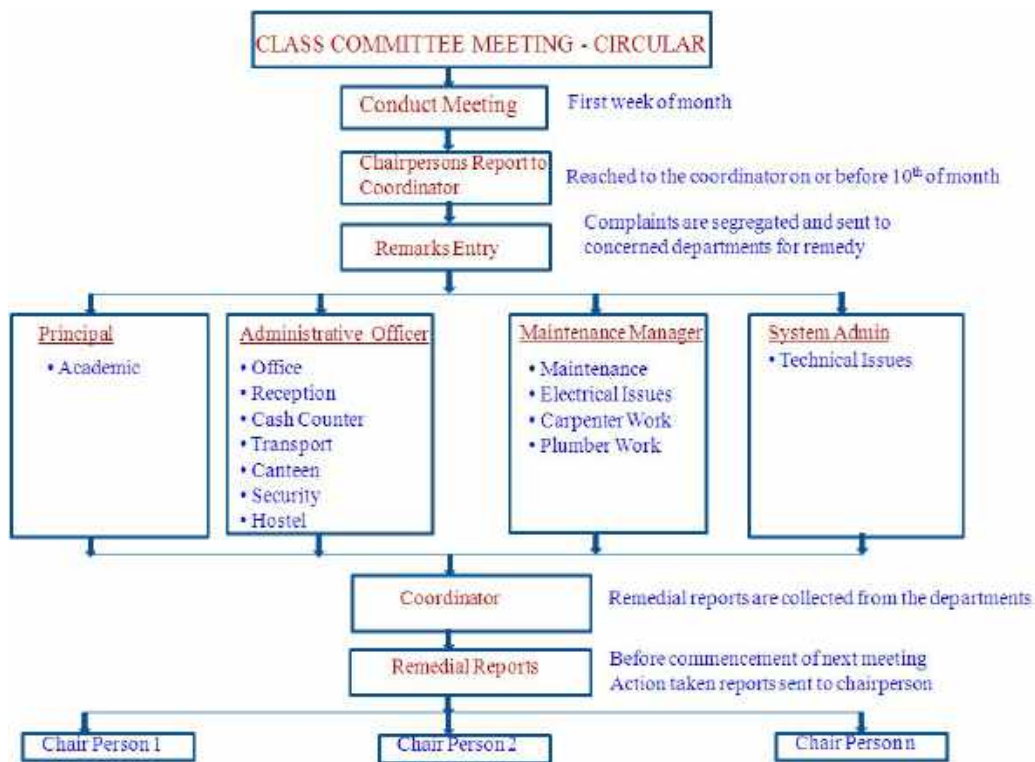 CLASS COMMITTEE MEETING - CIRCULAR
Conduct Meeting
First week of month
Chairpersons Report to
Coordinator
Reached to the coordinator on or before 10th of month
Remarks Entry
Complaints are segregated and sent to
concerned departments for remedy
Principal
• Academic
Administrative Officer
• Office
• Reception
• Cash Counter
• Transport
• Canteen
• Security
• Hostel
Maintenance Manager
• Maintenance
• Electrical Issues
• Carpenter Work
• Plumber Work
System Admin
• Technical Issues
Coordinator
Remedial reports are collected from the departments
Remedial Reports
Before commencement of next meeting
Action taken reports sent to chairperson
Chair Person 1
Chair Person 2
Chair Person n